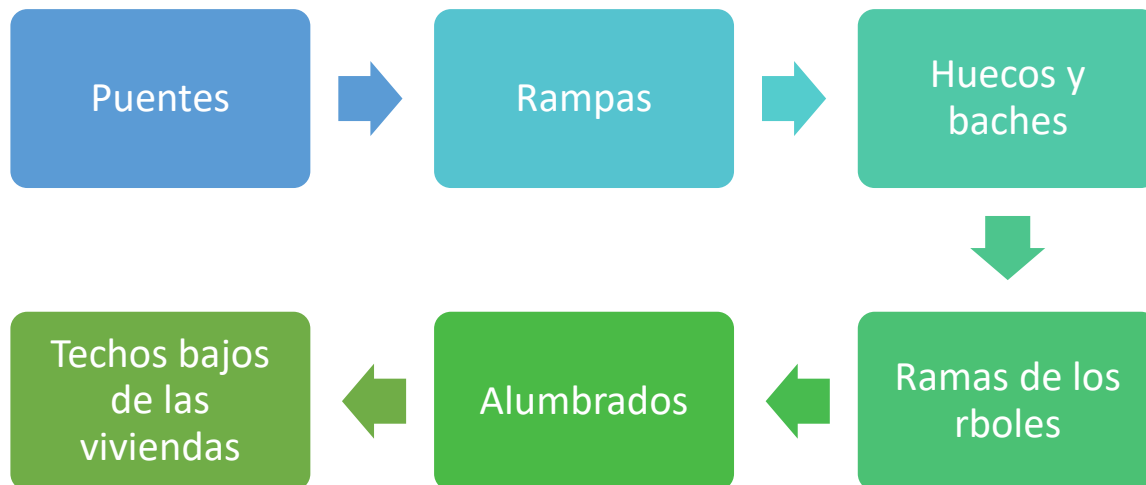 Puentes
Rampas
Huecos y
baches
Ramas de los
rboles
Alumbrados
Techos bajos
de las
viviendas